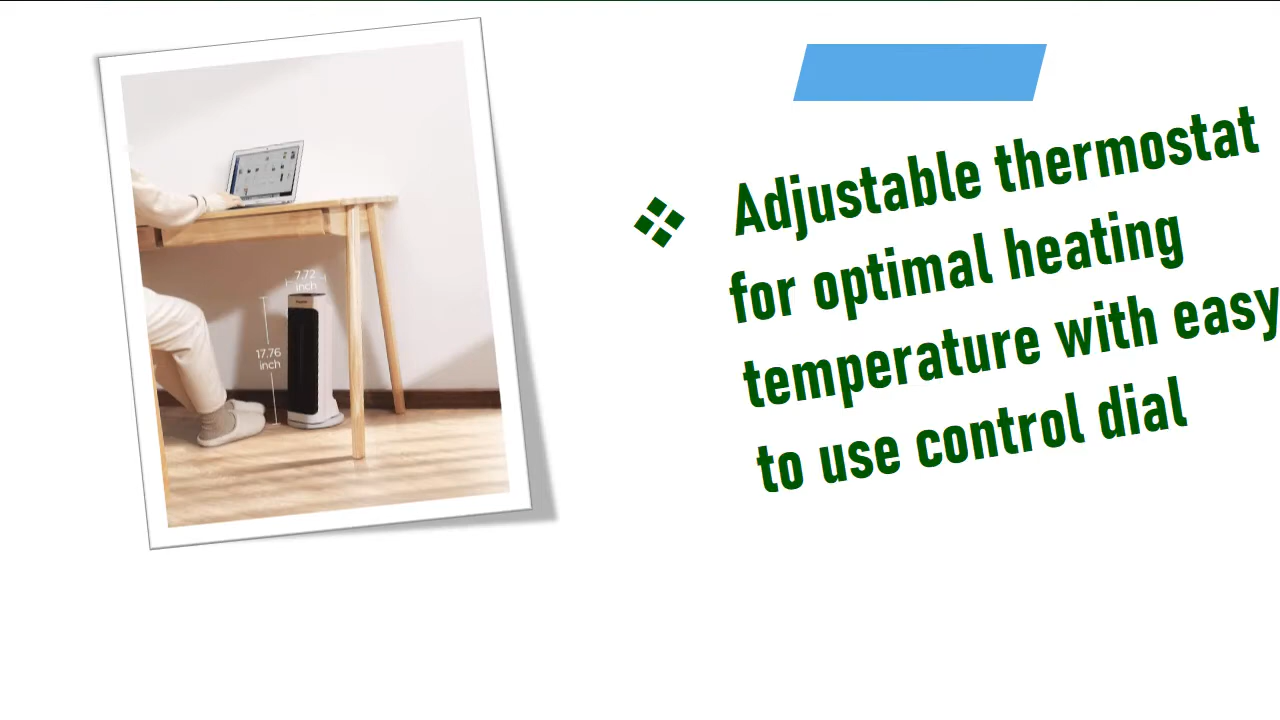 Adjustable thermostat
for optimal heating
temperature with easy
to use control dial
7.72
inch
17.76
inch